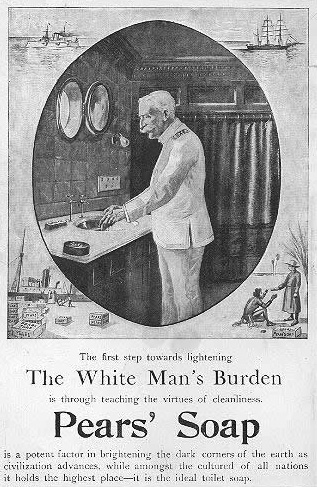 The first step towards lightening
The White Man's Burden
is through teaching the virtues of cleanliness.
Pears' Soap
is a potent factor in brightening the dark corners of the earth as
civilization advances, while amongst the cultured of all nations
it holds the highest place—it is the ideal toilet soap.